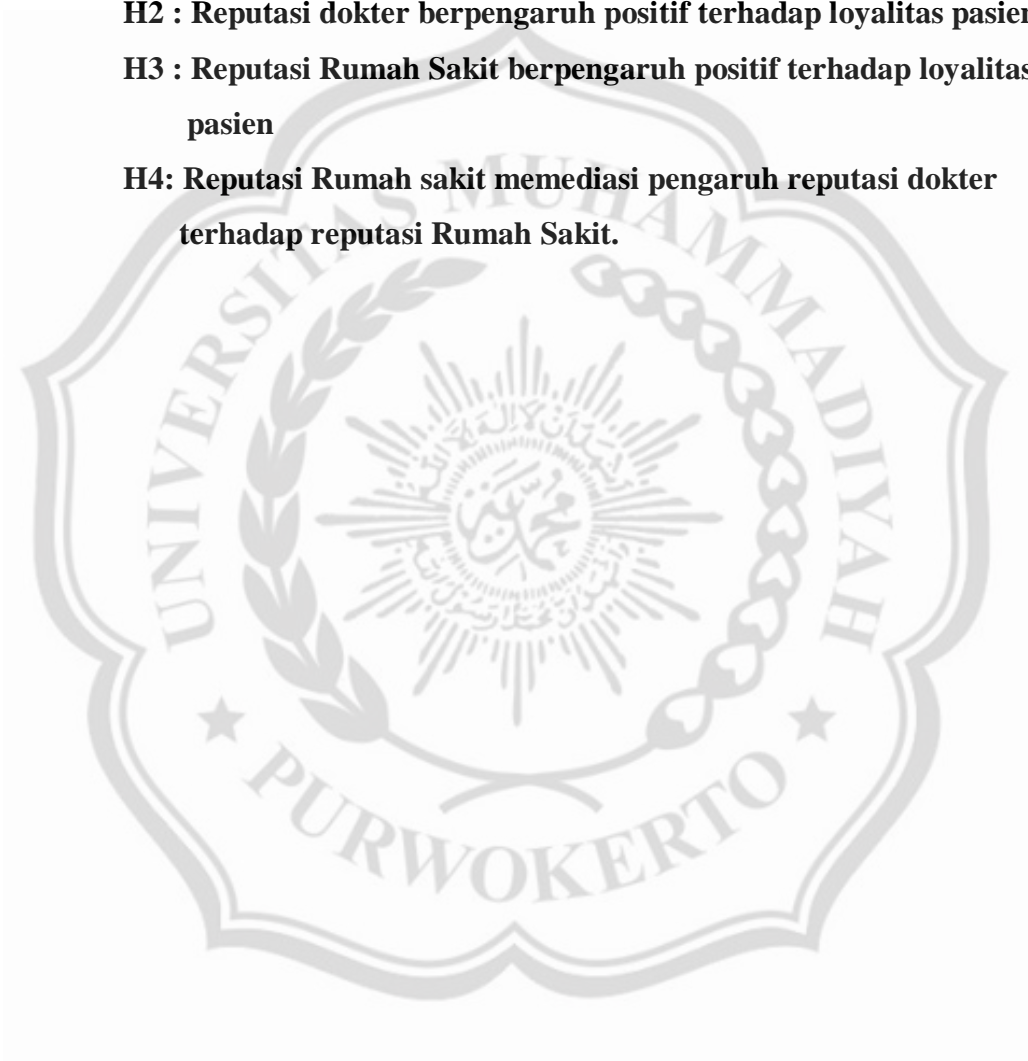 H2 : Reputasi dokter berpengaruh positif terhadap loyalitas pasien
H3 : Reputasi Rumah Sakit berpengaruh positif terhadap loyalitas
pasien
H4: Reputasi Rumah sakit memediasi pengaruh reputasi dokter
terhadap reputasi Rumah Sakit.
UNIVERSITAS MUHAMMADIYAH
PURWOKERTO